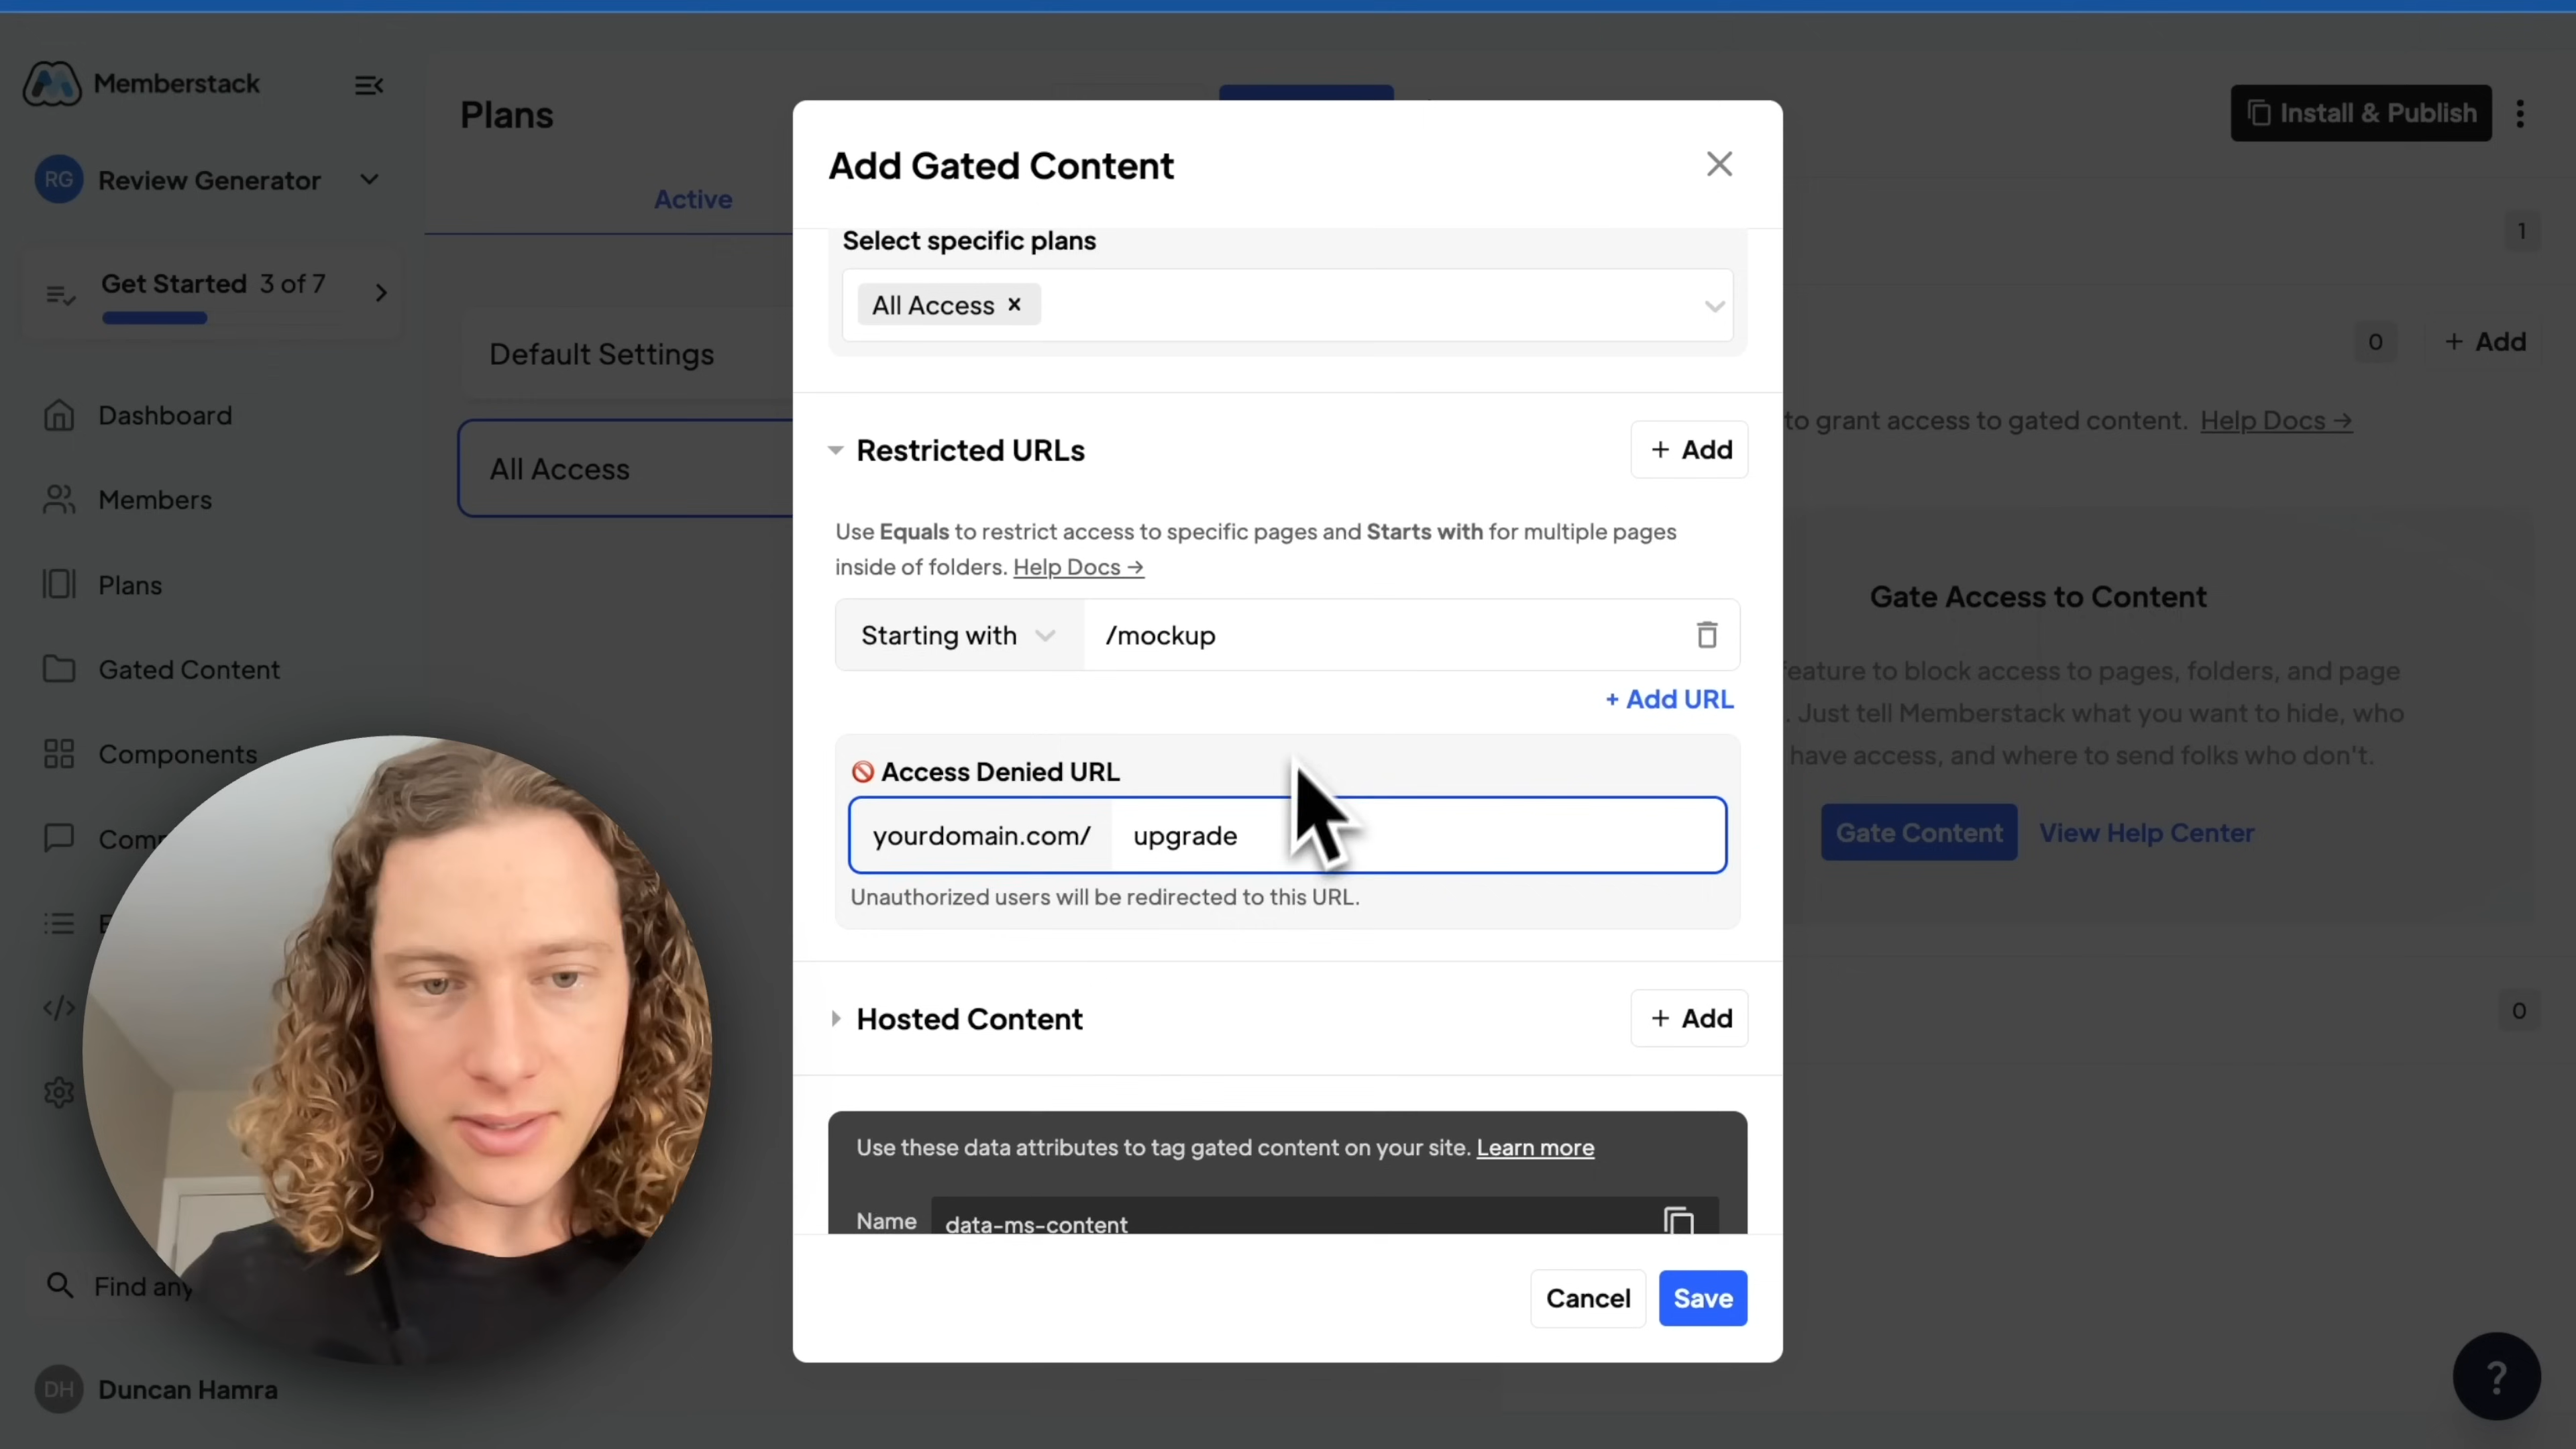 Memberstack
RG Review Generator
Get Started 3 of 7
Dashboard
Members
Plans
Gated Content
Components
Find any
DH Duncan Hamra
Plans
Active
Default Settings
All Access
Install & Publish
1
0 + Add
to grant access to gated content. Help Docs →
Gate Access to Content
feature to block access to pages, folders, and page
. Just tell Memberstack what you want to hide, who
have access, and where to send folks who don't.
Gate Content View Help Center
0
?
Add Gated Content
Select specific plans
All Access ×
Restricted URLs + Add
Use Equals to restrict access to specific pages and Starts with for multiple pages
inside of folders. Help Docs →
Starting with /mockup
+ Add URL
Access Denied URL
yourdomain.com/ upgrade
Unauthorized users will be redirected to this URL.
Hosted Content + Add
Use these data attributes to tag gated content on your site. Learn more
Name data-ms-content
Cancel Save